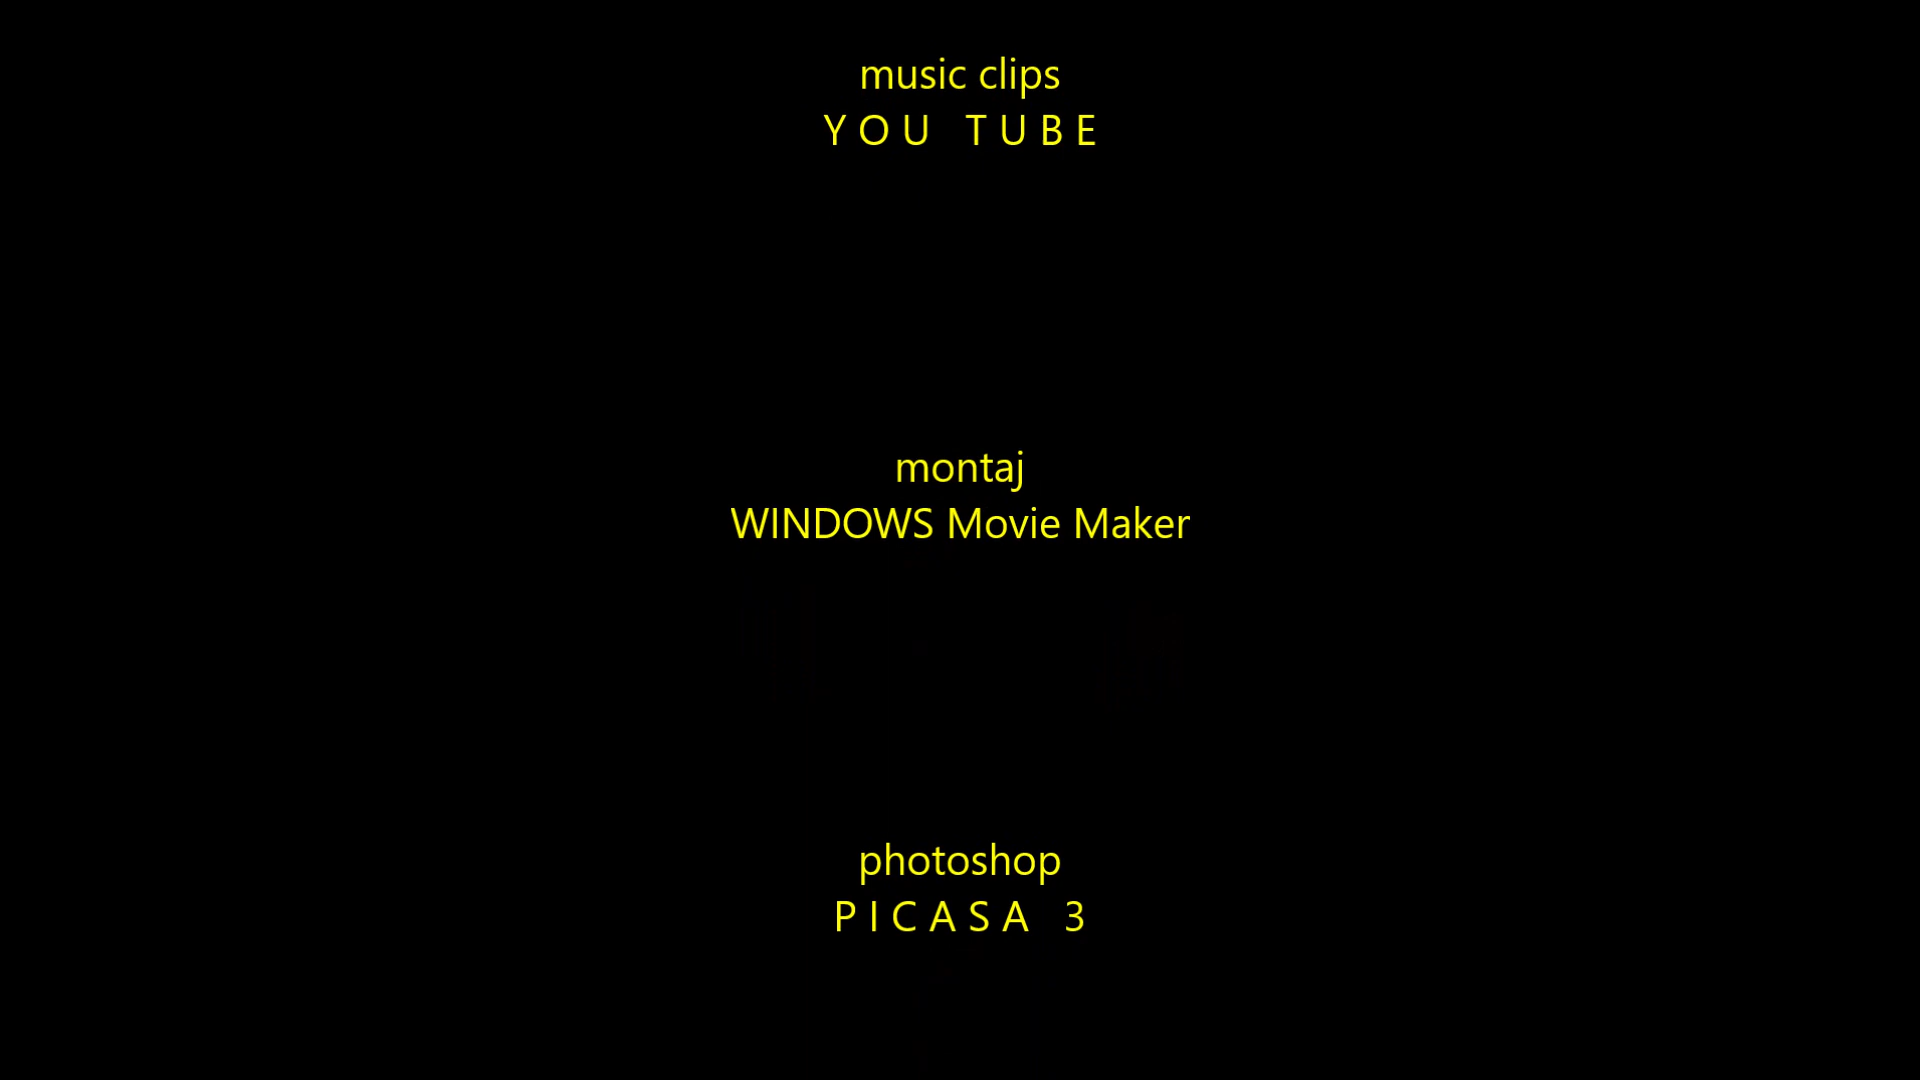 music clips
Y O U   T U B E
montaj
WINDOWS Movie Maker
photoshop
P I C A S A   3